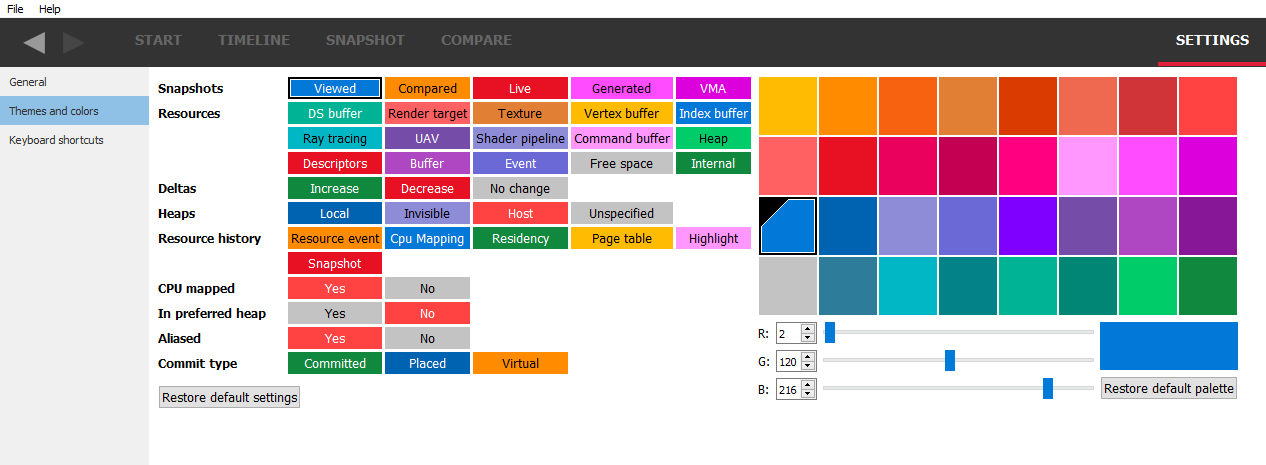 File Help
START TIMELINE SNAPSHOT COMPARE SETTINGS
General
Themes and colors
Keyboard shortcuts
Snapshots Viewed Compared Live Generated VMA
Resources DS buffer Render target Texture Vertex buffer Index buffer
Ray tracing UAV Shader pipeline Command buffer Heap
Descriptors Buffer Event Free space Internal
Deltas Increase Decrease No change
Heaps Local Invisible Host Unspecified
Resource history Resource event Cpu Mapping Residency Page table Highlight
Snapshot
CPU mapped Yes No
In preferred heap Yes No
Aliased Yes No
Commit type Committed Placed Virtual
Restore default settings
R: 2
G: 120
B: 216
Restore default palette